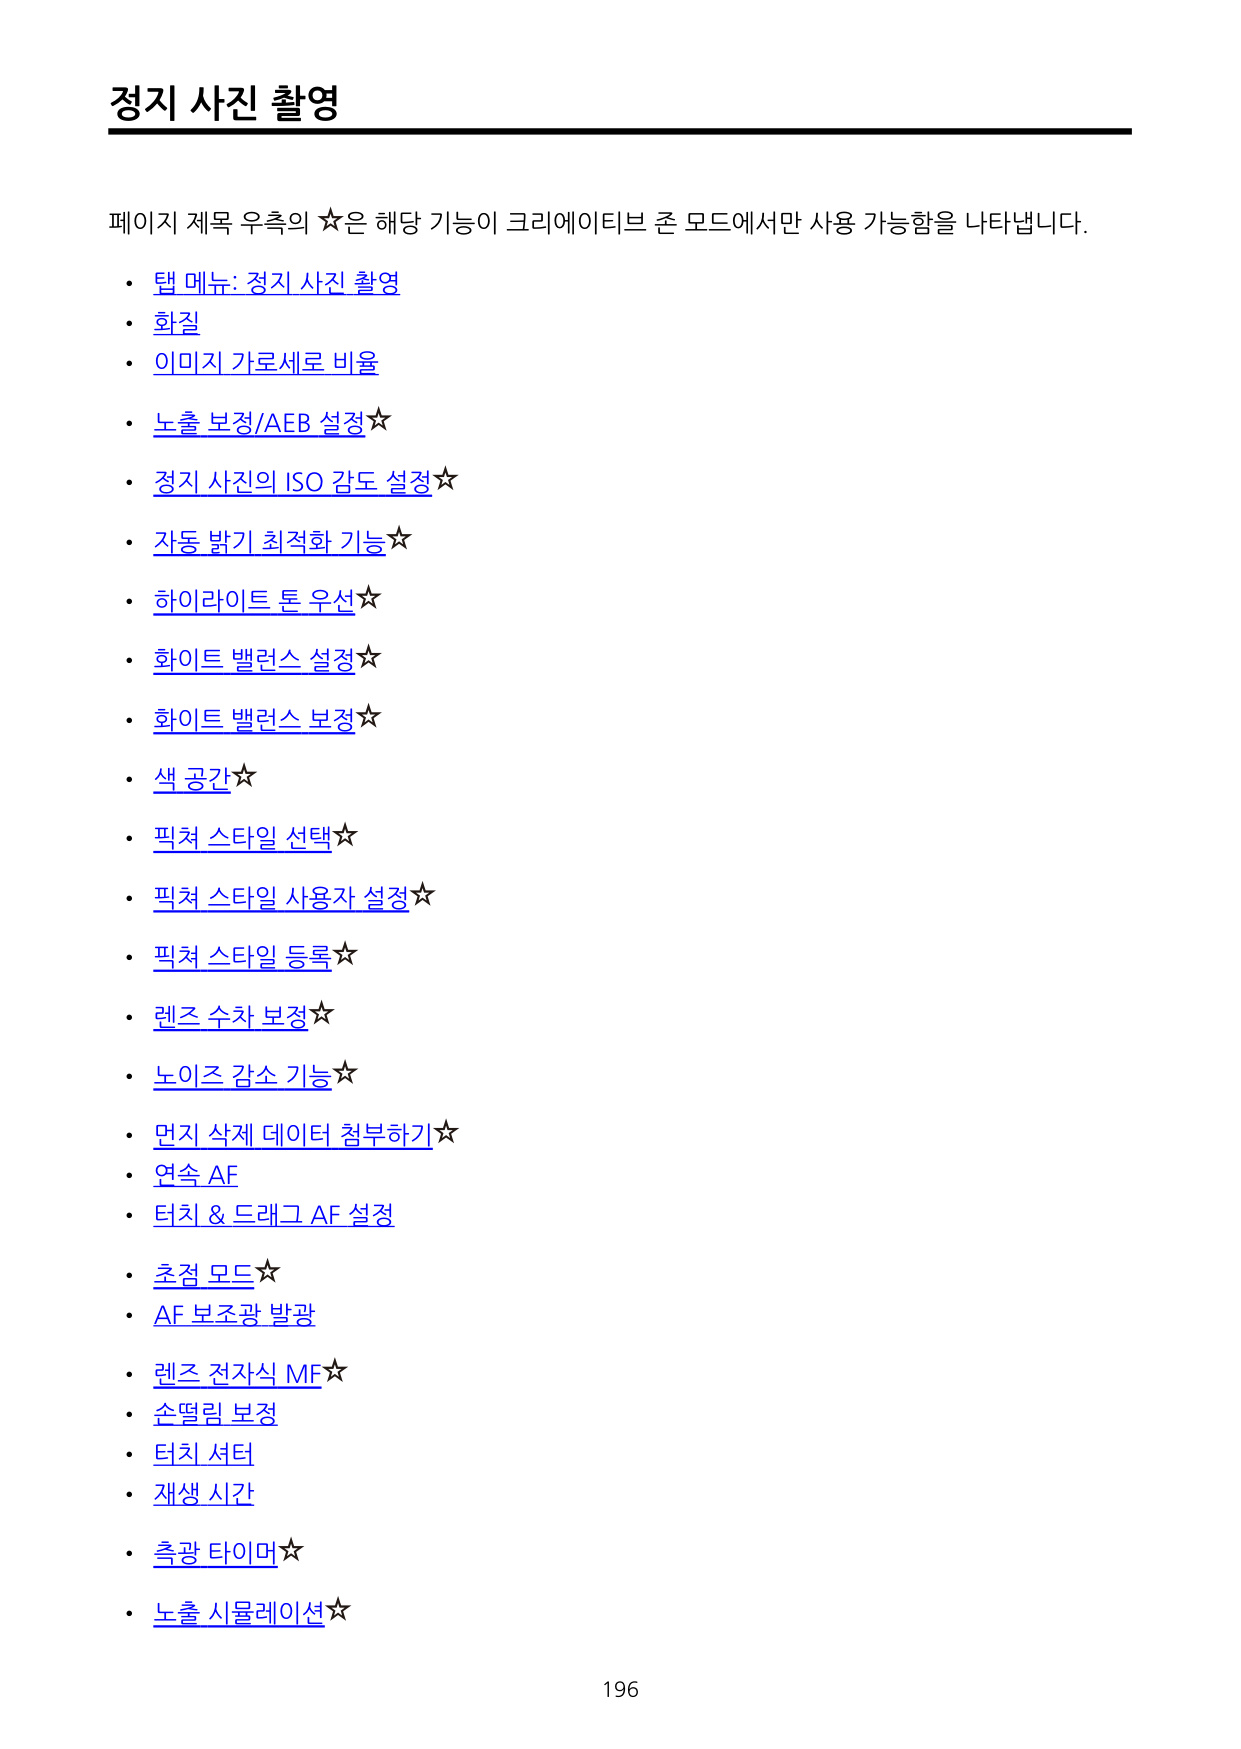 정지 사진 촬영
페이지 제목 우측의 ☆은 해당 기능이 크리에이티브 존 모드에서만 사용 가능함을 나타냅니다.
• 탭 메뉴: 정지 사진 촬영
• 화질
• 이미지 가로세로 비율
• 노출 보정/AEB 설정☆
• 정지 사진의 ISO 감도 설정☆
• 자동 밝기 최적화 기능☆
• 하이라이트 톤 우선☆
• 화이트 밸런스 설정☆
• 화이트 밸런스 보정☆
• 색 공간☆
• 픽쳐 스타일 선택☆
• 픽쳐 스타일 사용자 설정☆
• 픽쳐 스타일 등록☆
• 렌즈 수차 보정☆
• 노이즈 감소 기능☆
• 먼지 삭제 데이터 첨부하기☆
• 연속 AF
• 터치 & 드래그 AF 설정
• 초점 모드☆
• AF 보조광 발광
• 렌즈 전자식 MF☆
• 손떨림 보정
• 터치 셔터
• 재생 시간
• 측광 타이머☆
• 노출 시뮬레이션☆
196